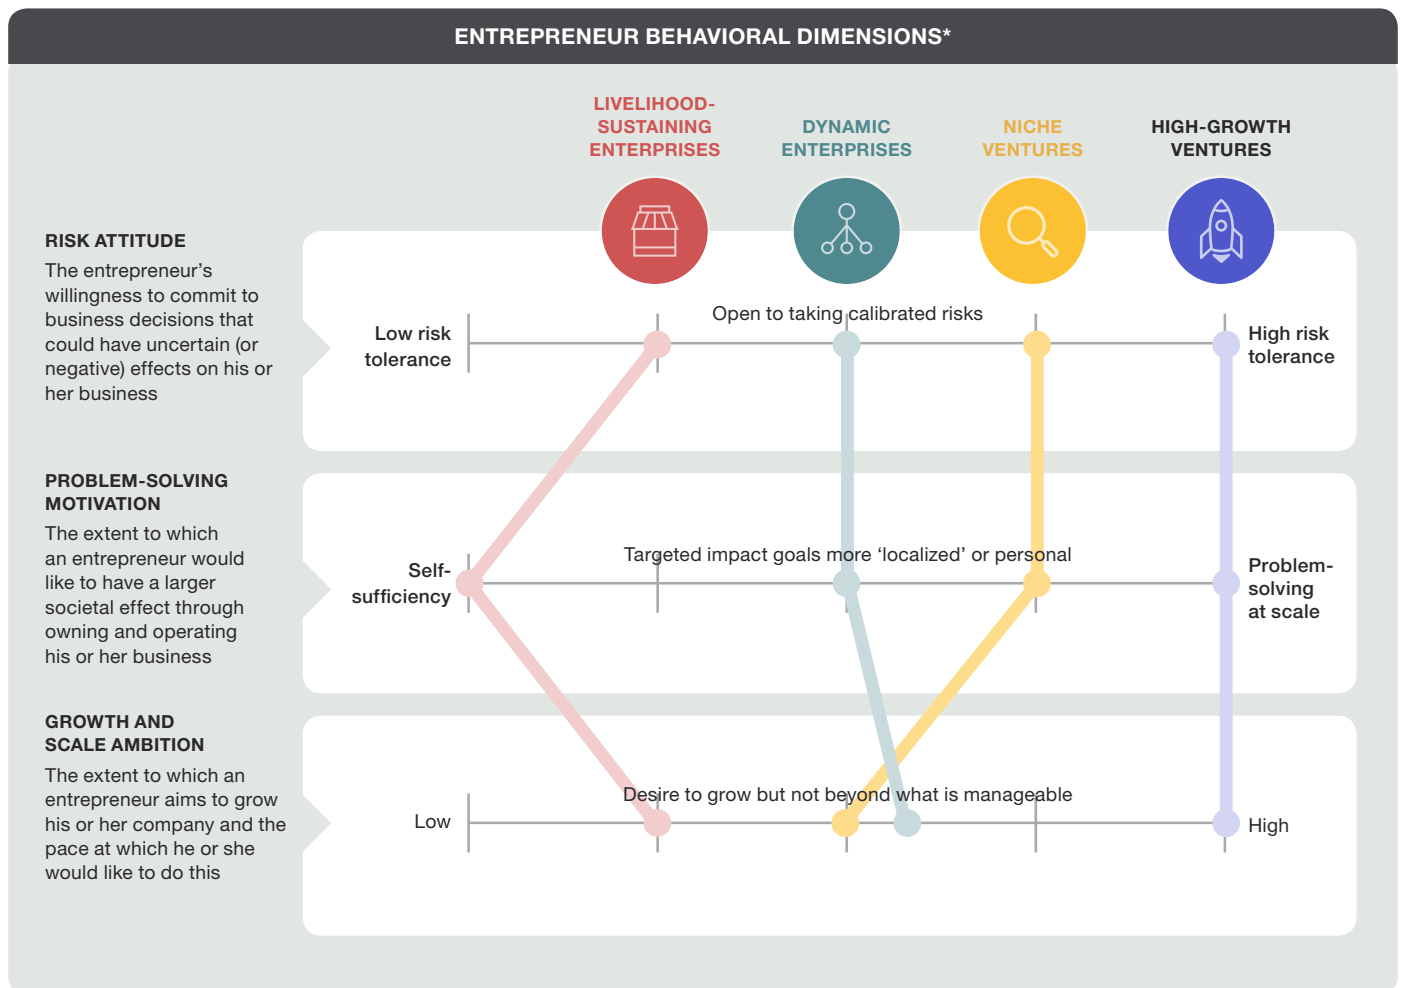 ENTREPRENEUR BEHAVIORAL DIMENSIONS*
LIVELIHOOD-
SUSTAINING
ENTERPRISES
DYNAMIC
ENTERPRISES
NICHE
VENTURES
HIGH-GROWTH
VENTURES
RISK ATTITUDE
The entrepreneur’s
willingness to commit to
business decisions that
could have uncertain (or
negative) effects on his or
her business
Low risk
tolerance
Open to taking calibrated risks
High risk
tolerance
PROBLEM-SOLVING
MOTIVATION
The extent to which
an entrepreneur would
like to have a larger
societal effect through
owning and operating
his or her business
Self-
sufficiency
Targeted impact goals more ‘localized’ or personal
Problem-
solving
at scale
GROWTH AND
SCALE AMBITION
The extent to which an
entrepreneur aims to grow
his or her company and the
pace at which he or she
would like to do this
Low
Desire to grow but not beyond what is manageable
High